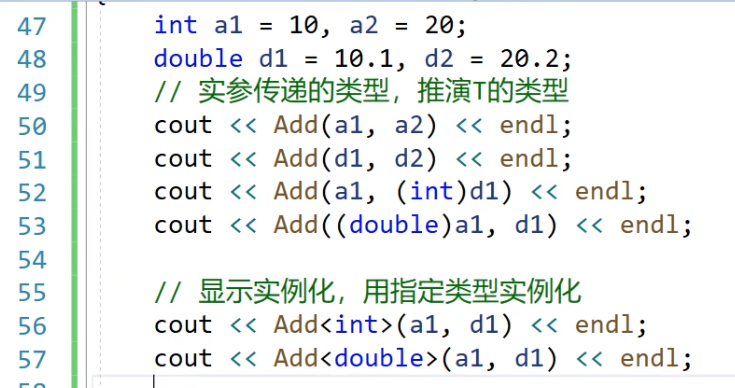 47 int a1 = 10, a2 = 20;
48 double d1 = 10.1, d2 = 20.2;
49 // 实参传递的类型，推演T的类型
50 cout << Add(a1, a2) << endl;
51 cout << Add(d1, d2) << endl;
52 cout << Add(a1, (int)d1) << endl;
53 cout << Add((double)a1, d1) << endl;
54
55 // 显示实例化，用指定类型实例化
56 cout << Add<int>(a1, d1) << endl;
57 cout << Add<double>(a1, d1) << endl;